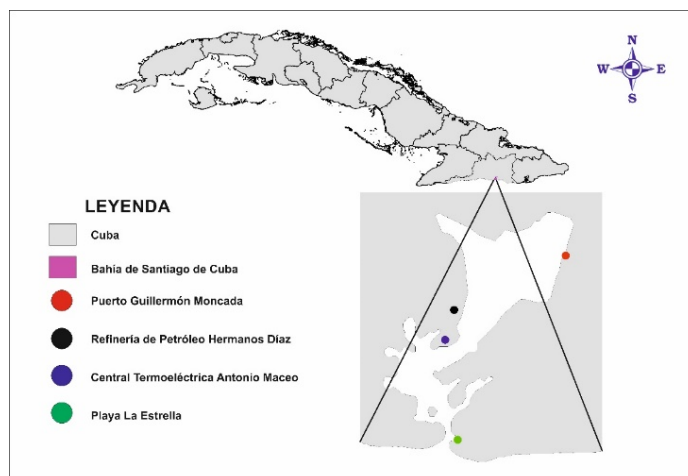 N
W E
S
LEYENDA
Cuba
Bahia de Santiago de Cuba
Puerto Guillermón Moncada
Refinería de Petróleo Hermanos Díaz
Central Termoeléctrica Antonio Maceo
Playa La Estrella